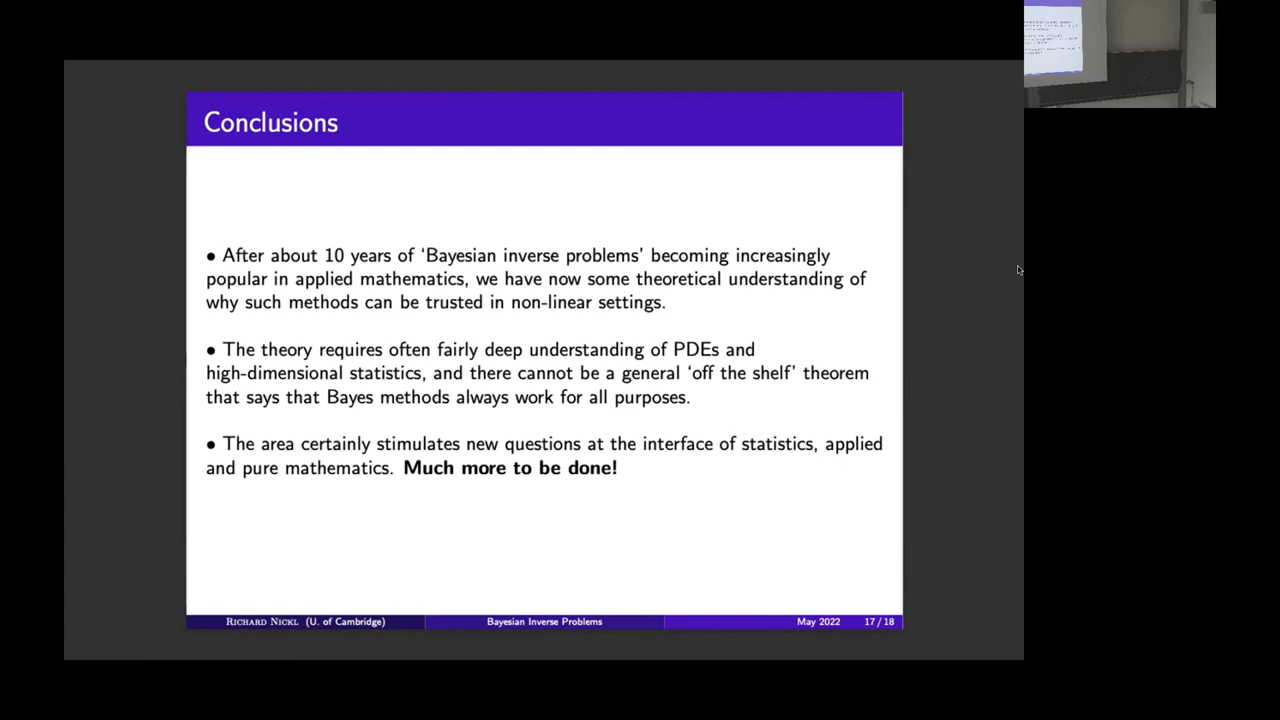 Conclusions
• After about 10 years of ‘Bayesian inverse problems’ becoming increasingly
popular in applied mathematics, we have now some theoretical understanding of
why such methods can be trusted in non-linear settings.
• The theory requires often fairly deep understanding of PDEs and
high-dimensional statistics, and there cannot be a general ‘off the shelf’ theorem
that says that Bayes methods always work for all purposes.
• The area certainly stimulates new questions at the interface of statistics, applied
and pure mathematics. Much more to be done!
Richard Nickl (U. of Cambridge) Bayesian Inverse Problems May 2022 17 / 18